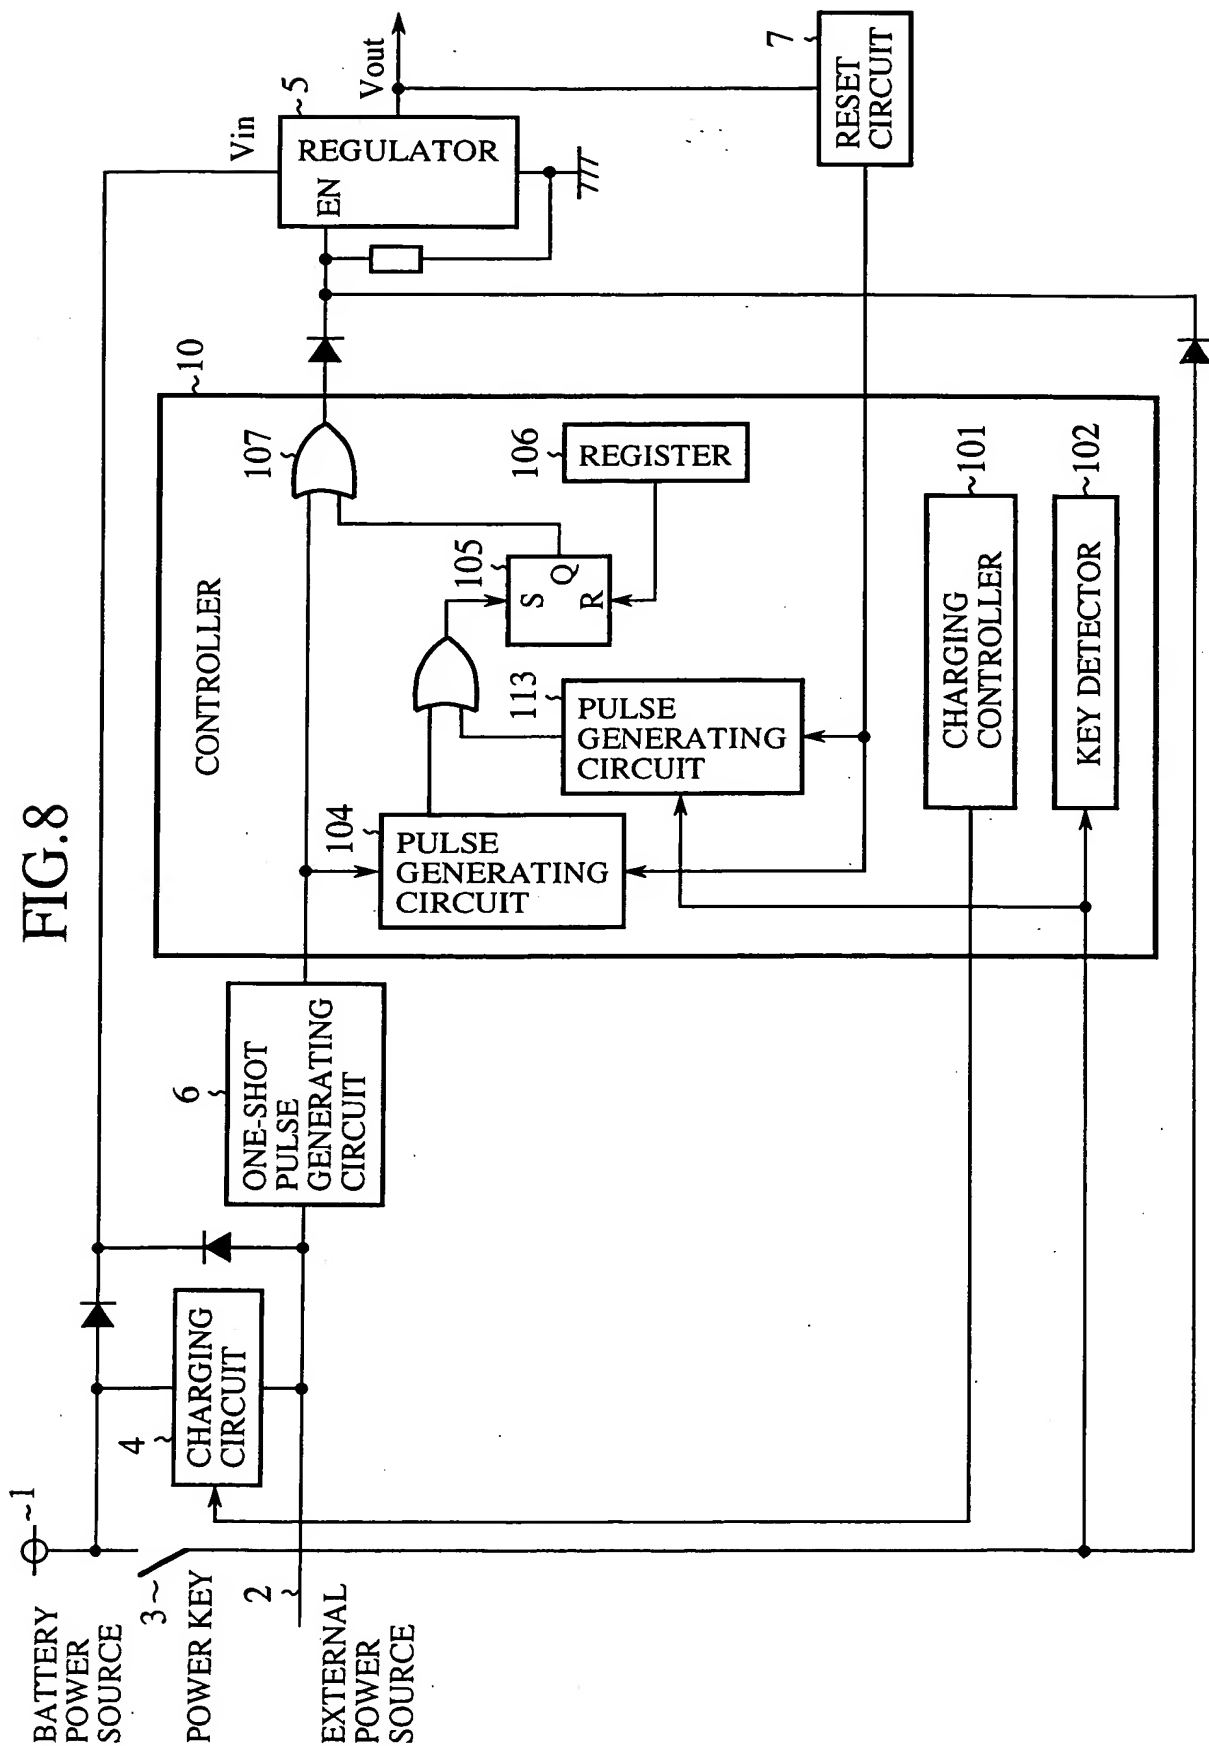 FIG.8
BATTERY
POWER
SOURCE
1
3
POWER KEY
2
EXTERNAL
POWER
SOURCE
4
CHARGING
CIRCUIT
6
ONE-SHOT
PULSE
GENERATING
CIRCUIT
CONTROLLER
10
104
PULSE
GENERATING
CIRCUIT
113
PULSE
GENERATING
CIRCUIT
105
S
Q
R
106
REGISTER
107
CHARGING
CONTROLLER
101
KEY DETECTOR
102
Vin
5
REGULATOR
EN
Vout
7
RESET
CIRCUIT